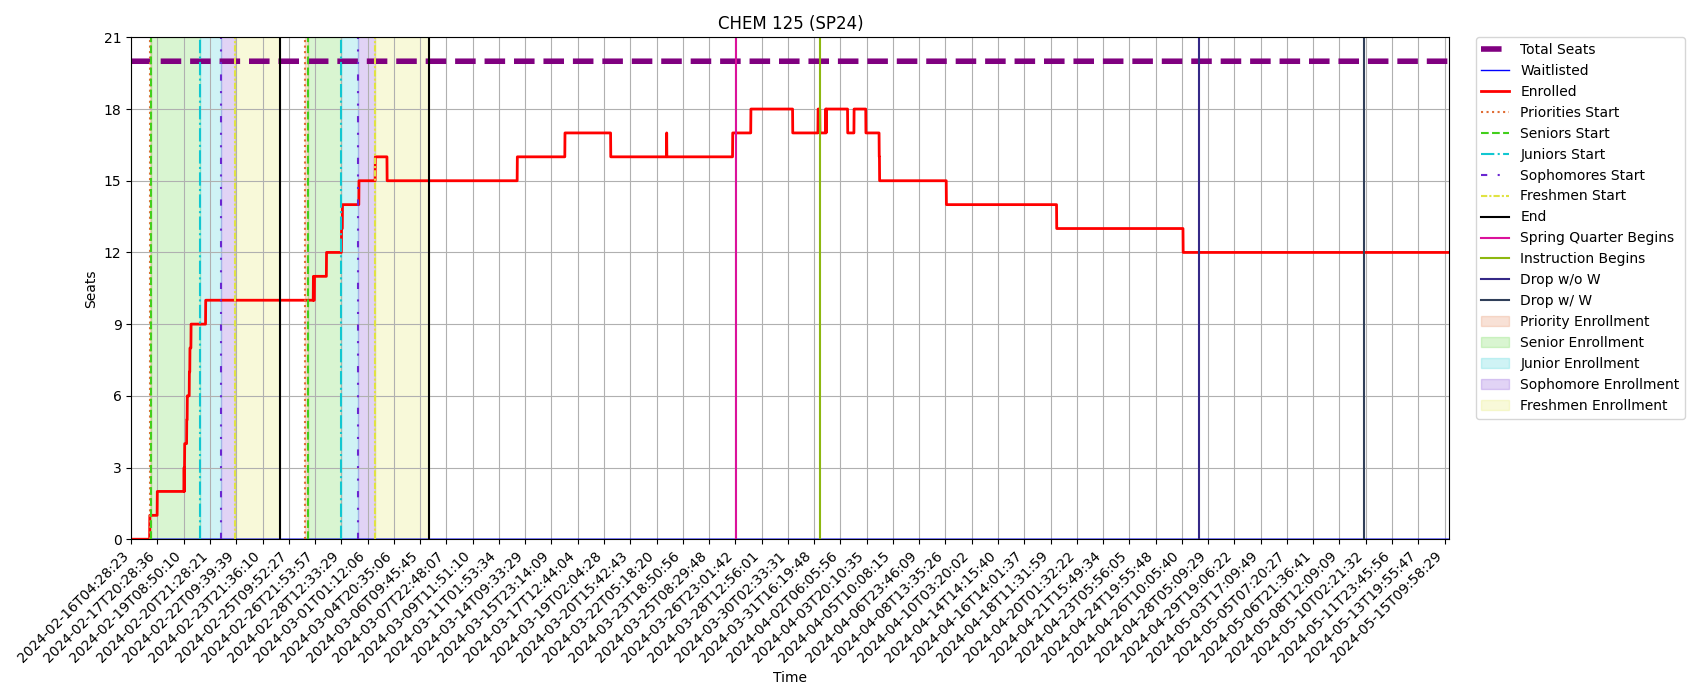 CHEM 125 (SP24)
21
18
15
12
9
6
3
0
Seats
2024-02-16T04:28:23
2024-02-17T20:28:36
2024-02-19T08:50:10
2024-02-20T21:28:21
2024-02-22T09:39:39
2024-02-23T21:36:10
2024-02-25T09:52:27
2024-02-26T21:53:57
2024-02-28T12:33:29
2024-03-01T01:12:06
2024-03-04T20:35:06
2024-03-06T09:45:45
2024-03-07T22:48:07
2024-03-09T11:51:10
2024-03-11T01:53:34
2024-03-14T09:33:29
2024-03-15T23:14:09
2024-03-17T12:44:04
2024-03-19T02:04:28
2024-03-20T15:42:43
2024-03-22T05:18:20
2024-03-23T18:50:56
2024-03-25T08:29:48
2024-03-26T23:01:42
2024-03-28T12:56:01
2024-03-30T02:33:31
2024-03-31T16:19:48
2024-04-02T06:05:56
2024-04-03T20:10:35
2024-04-05T10:08:15
2024-04-06T23:46:09
2024-04-08T13:35:26
2024-04-10T03:20:02
2024-04-14T14:15:40
2024-04-16T14:01:37
2024-04-18T11:31:59
2024-04-20T01:32:22
2024-04-21T15:49:34
2024-04-23T05:56:05
2024-04-24T19:55:48
2024-04-26T10:05:40
2024-04-28T05:09:29
2024-04-29T19:06:22
2024-05-03T17:09:49
2024-05-05T07:20:27
2024-05-06T21:36:41
2024-05-08T12:09:09
2024-05-10T02:21:32
2024-05-11T23:45:56
2024-05-13T19:55:47
2024-05-15T09:58:29
Time
Total Seats
Waitlisted
Enrolled
Priorities Start
Seniors Start
Juniors Start
Sophomores Start
Freshmen Start
End
Spring Quarter Begins
Instruction Begins
Drop w/o W
Drop w/ W
Priority Enrollment
Senior Enrollment
Junior Enrollment
Sophomore Enrollment
Freshmen Enrollment